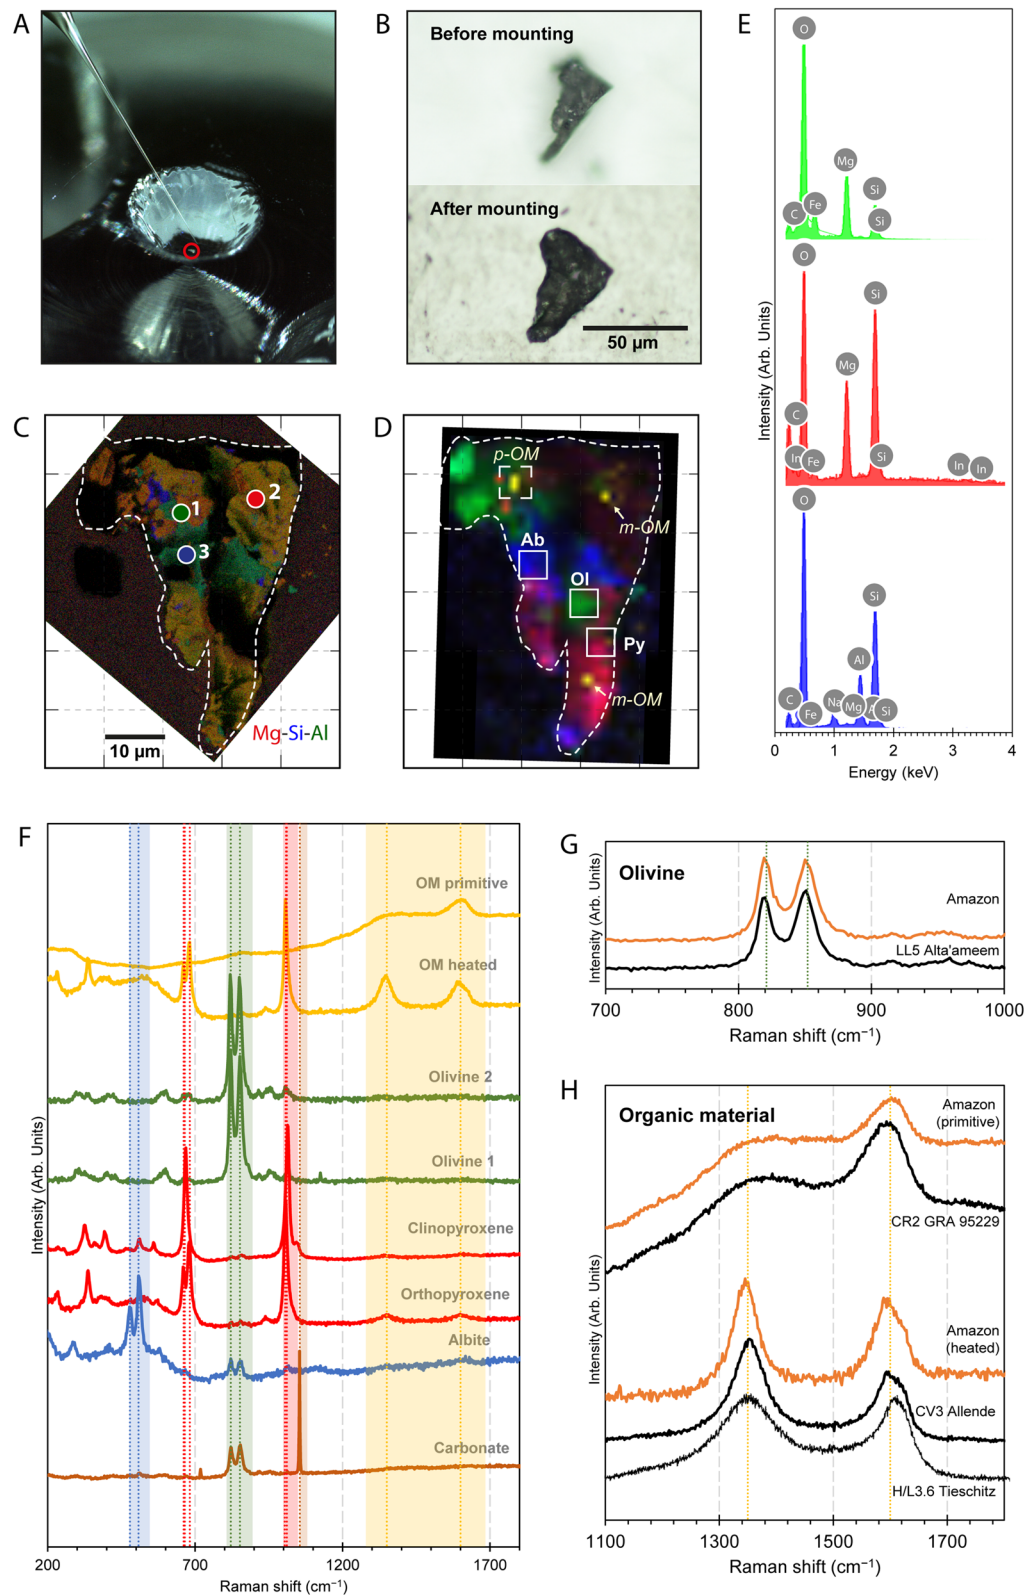 A
B
Before mounting
After mounting
50 µm
C
1
2
3
10 µm
Mg-Si-Al
D
p-OM
m-OM
Ab
Ol
Py
m-OM
E
O
Mg
Si
Fe
C
Si
O
Si
Mg
C
In
Fe
Si
In
In
O
Si
Al
C
Fe
Na
Mg
A
Si
Intensity (Arb. Units)
0
1
2
3
4
Energy (keV)
F
OM primitive
OM heated
Olivine 2
Olivine 1
Clinopyroxene
Orthopyroxene
Albite
Carbonate
Intensity (Arb. Units)
200
700
1200
1700
Raman shift (cm⁻¹)
G
Olivine
Amazon
LL5 Alta'ameem
Intensity (Arb. Units)
700
800
900
1000
Raman shift (cm⁻¹)
H
Organic material
Amazon
(primitive)
CR2 GRA 95229
Amazon
(heated)
CV3 Allende
H/L3.6 Tieschitz
Intensity (Arb. Units)
1100
1300
1500
1700
Raman shift (cm⁻¹)